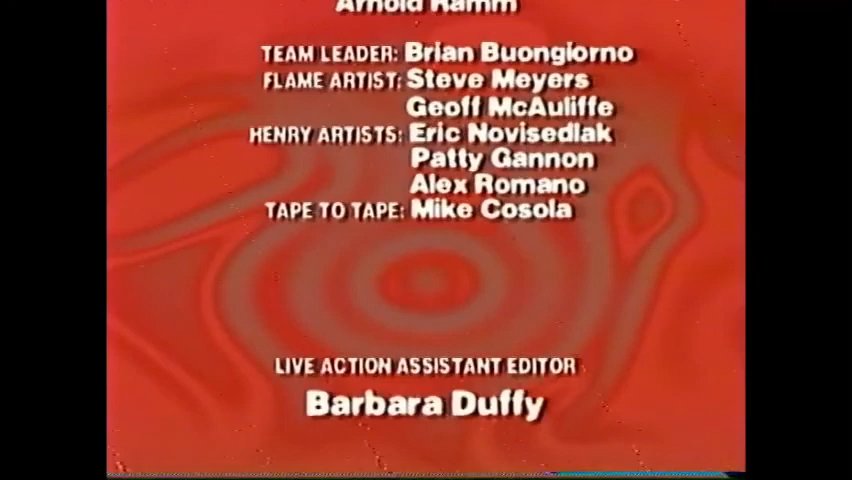 Arnold Hamm
TEAM LEADER: Brian Buongiorno
FLAME ARTIST: Steve Meyers
Geoff McAuliffe
HENRY ARTISTS: Eric Novisedlak
Patty Gannon
Alex Romano
TAPE TO TAPE: Mike Cosola
LIVE ACTION ASSISTANT EDITOR
Barbara Duffy